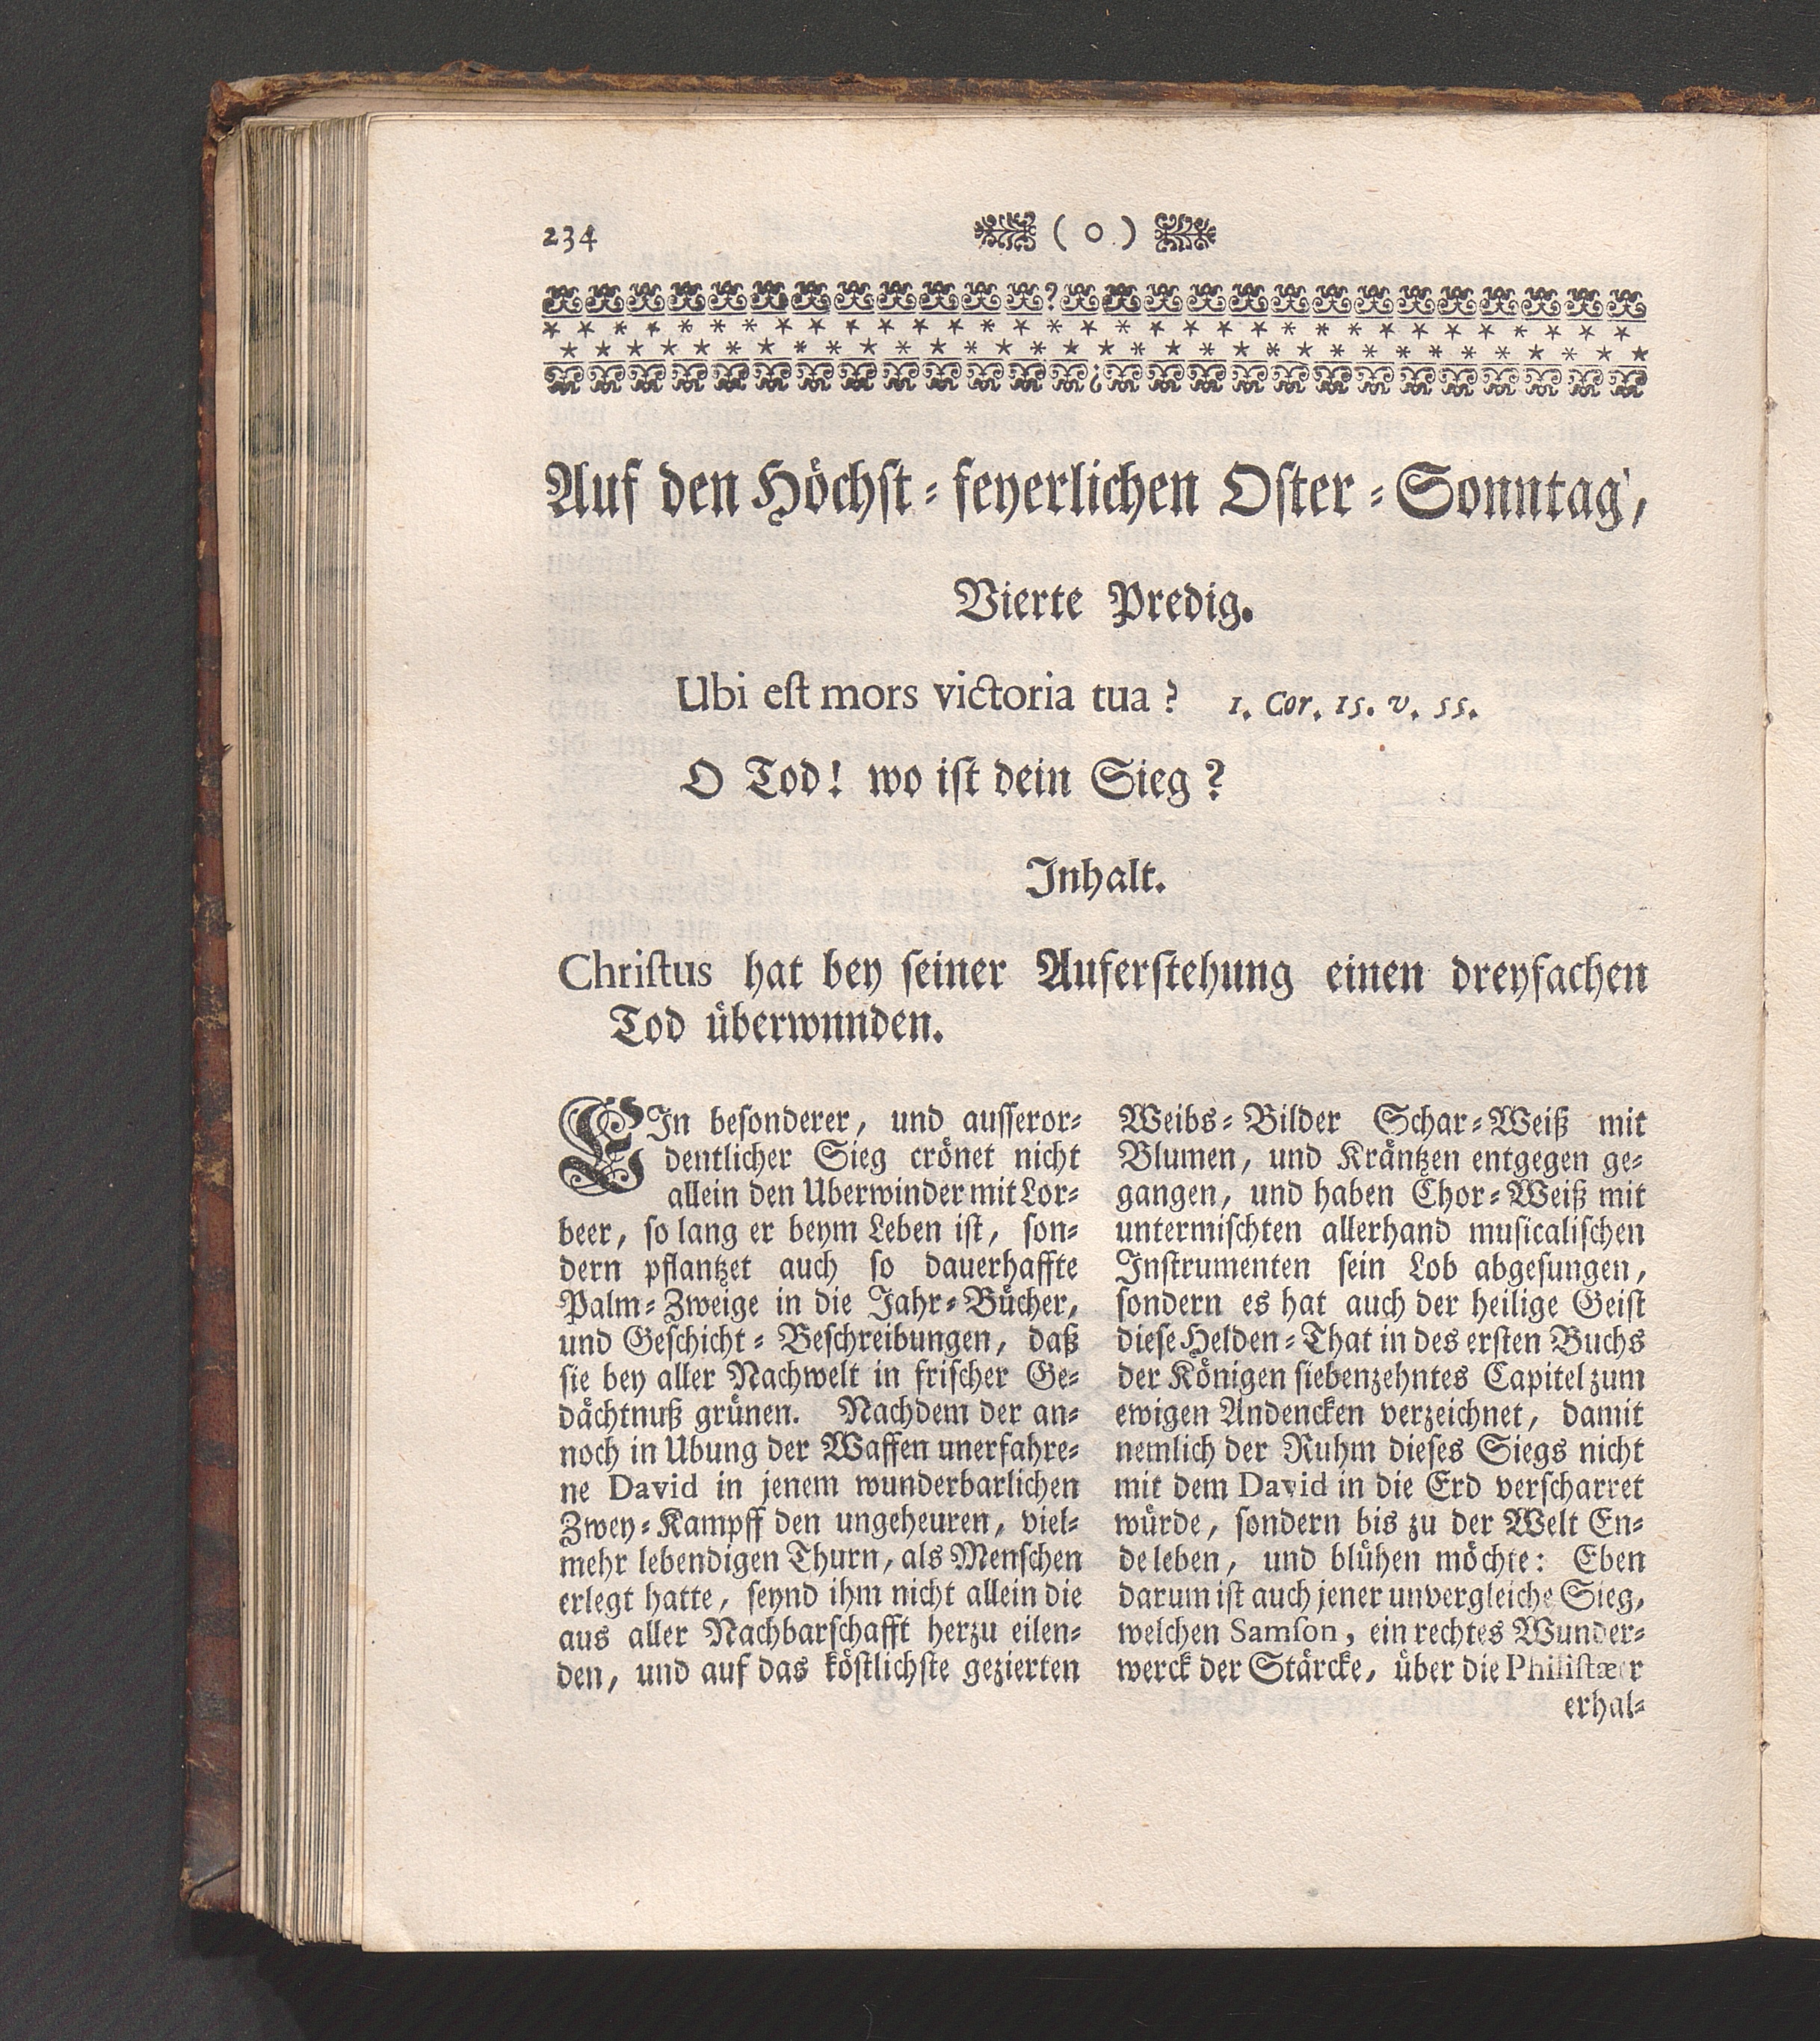 234
( o )
Auf den Höchst-feyerlichen Oster-Sonntag,
Vierte Predig.
Ubi est mors victoria tua? 1. Cor. 15. v. 55.
O Tod! wo ist dein Sieg?
Inhalt.
Christus hat bey seiner Auferstehung einen dreyfachen
Tod überwunden.
EIn besonderer, und ausseror-
dentlicher Sieg crönet nicht
allein den Uberwinder mit Lor-
beer, so lang er beym Leben ist, son-
dern pflantzet auch so dauerhaffte
Palm-Zweige in die Jahr-Bücher,
und Geschicht-Beschreibungen, daß
sie bey aller Nachwelt in frischer Ge-
dächtnuß grünen. Nachdem der an-
noch in Ubung der Waffen unerfahre-
ne David in jenem wunderbarlichen
Zwey-Kampff den ungeheuren, viel-
mehr lebendigen Thurn, als Menschen
erlegt hatte, seynd ihm nicht allein die
aus aller Nachbarschafft herzu eilen-
den, und auf das köstlichste gezierten
Weibs-Bilder Schar-Weiß mit
Blumen, und Kräntzen entgegen ge-
gangen, und haben Chor-Weiß mit
untermischten allerhand musicalischen
Instrumenten sein Lob abgesungen,
sondern es hat auch der heilige Geist
diese Helden-That in des ersten Buchs
der Königen siebenzehntes Capitel zum
ewigen Andencken verzeichnet, damit
nemlich der Ruhm dieses Siegs nicht
mit dem David in die Erd verscharret
würde, sondern bis zu der Welt En-
de leben, und blühen möchte: Eben
darum ist auch jener unvergleiche Sieg,
welchen Samson, ein rechtes Wunder-
werck der Stärcke, über die Philistæer
erhal-